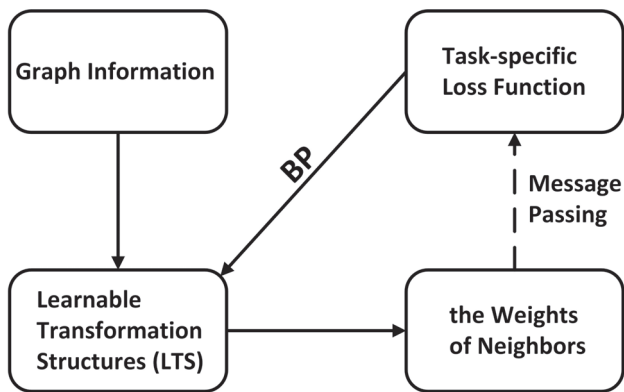 Graph Information
Task-specific
Loss Function
BP
Message
Passing
Learnable
Transformation
Structures (LTS)
the Weights
of Neighbors